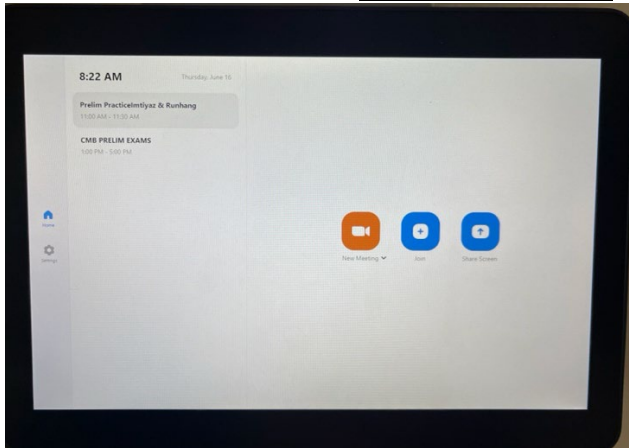 8:22 AM
Thursday, June 16
Prelim PracticeImtiyaz & Runhang
11:00 AM - 11:30 AM
CMB PRELIM EXAMS
1:00 PM - 5:00 PM
Home
Settings
New Meeting
Join
Share Screen